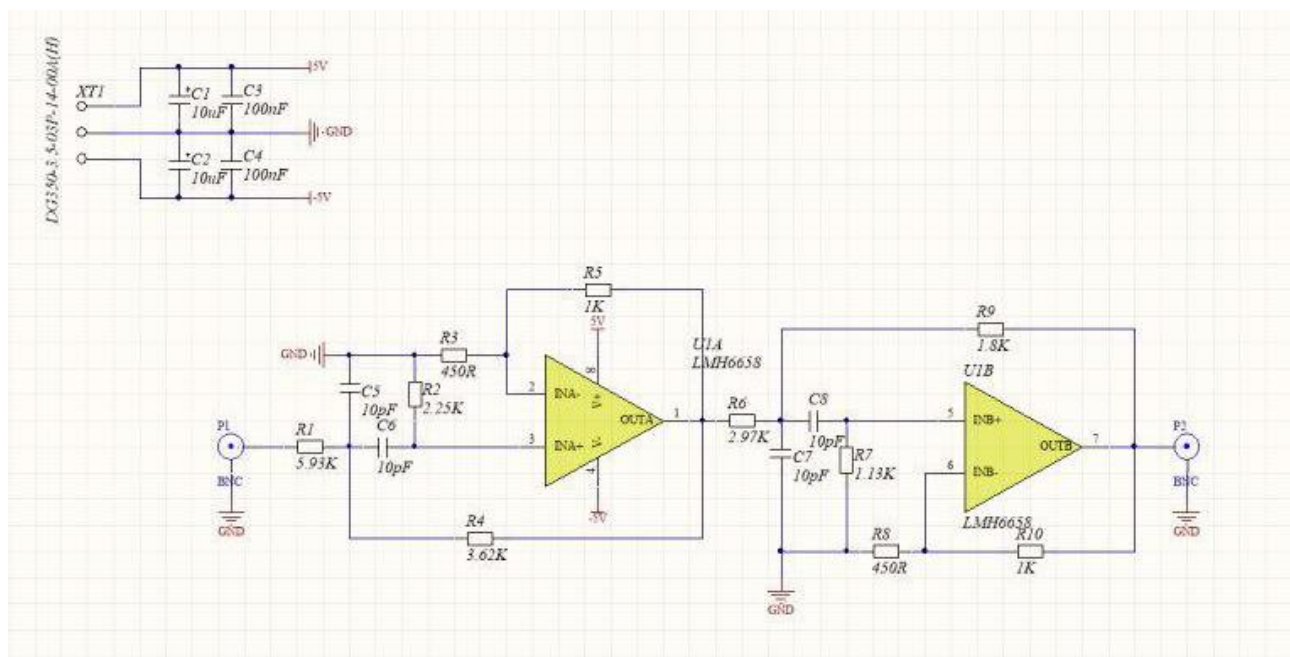 DG350-3.5-03P-14-00A(H)
XT1
C1
10uF
C3
100nF
C2
10uF
C4
100nF
5V
GND
-5V
R5
1K
5V
R3
450R
GND
U1A
LMH6658
C5
10pF
R2
2.25K
2
INA-
8
V+
OUTA
1
3
INA+
V-
4
-5V
P1
BNC
GND
R1
5.93K
C6
10pF
R4
3.62K
R6
2.97K
C8
10pF
C7
10pF
R7
1.13K
R9
1.8K
U1B
5
INB+
OUTB
7
6
INB-
LMH6658
R8
450R
R10
1K
GND
P2
BNC
GND